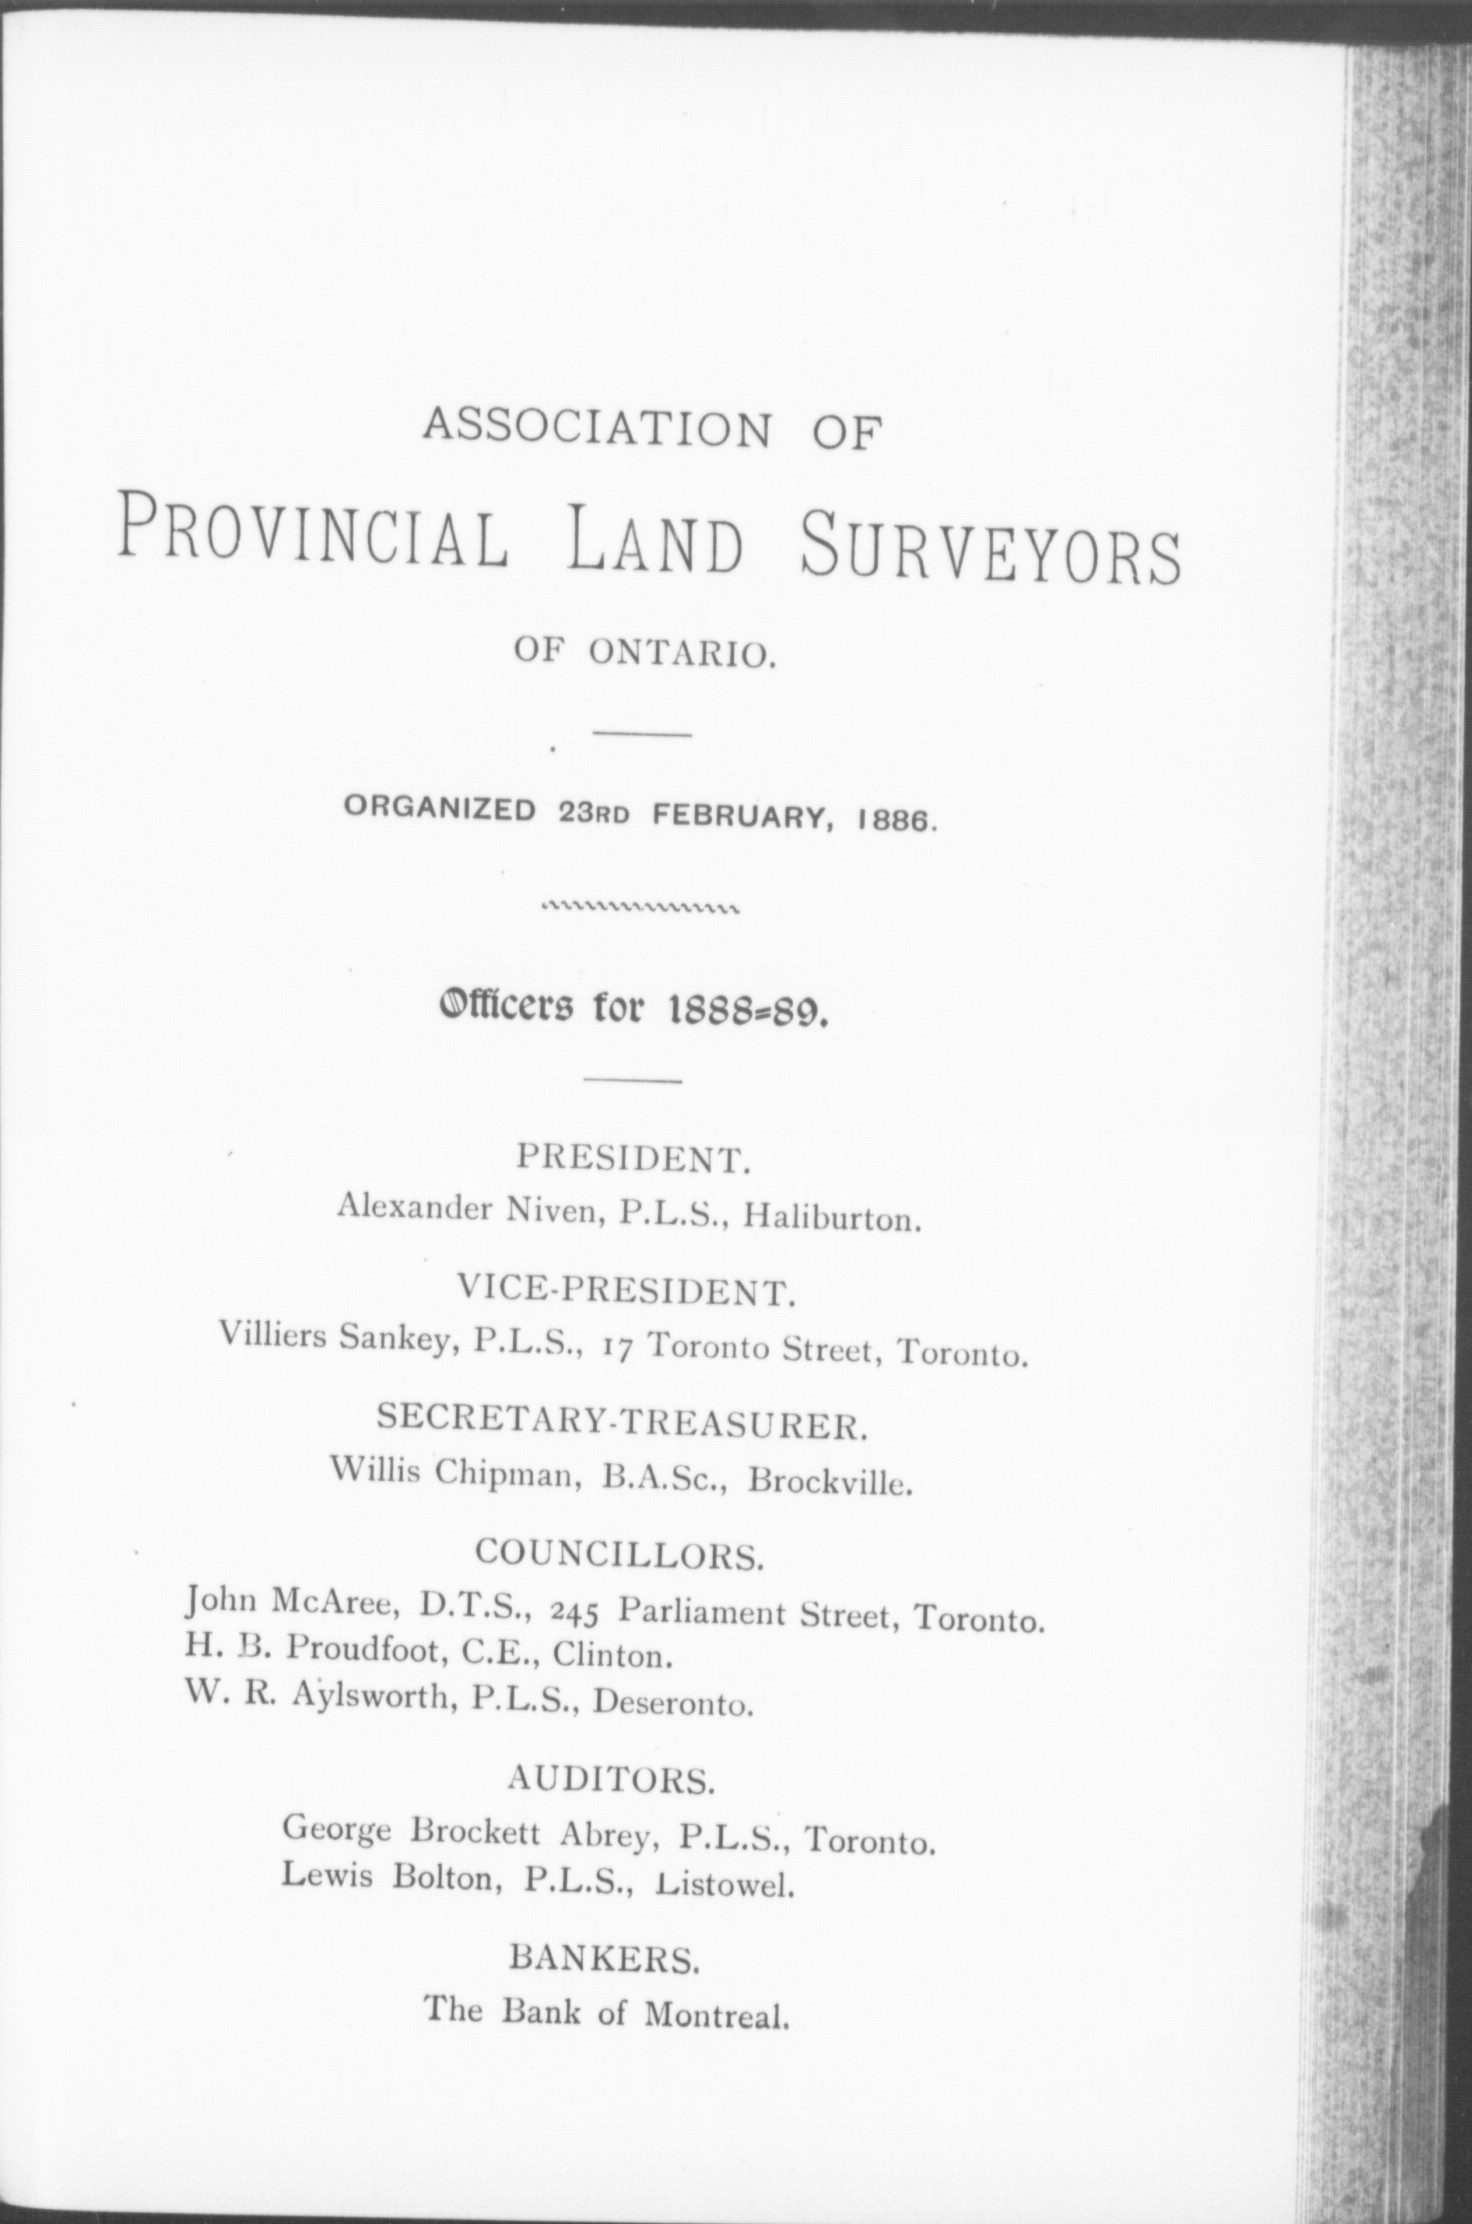 ASSOCIATION OF
PROVINCIAL LAND SURVEYORS
OF ONTARIO.
ORGANIZED 23RD FEBRUARY, 1886.
Officers for 1888-89.
PRESIDENT.
Alexander Niven, P.L.S., Haliburton.
VICE-PRESIDENT.
Villiers Sankey, P.L.S., 17 Toronto Street, Toronto.
SECRETARY-TREASURER.
Willis Chipman, B.A.Sc., Brockville.
COUNCILLORS.
John McAree, D.T.S., 245 Parliament Street, Toronto.
H. B. Proudfoot, C.E., Clinton.
W. R. Aylsworth, P.L.S., Deseronto.
AUDITORS.
George Brockett Abrey, P.L.S., Toronto.
Lewis Bolton, P.L.S., Listowel.
BANKERS.
The Bank of Montreal.